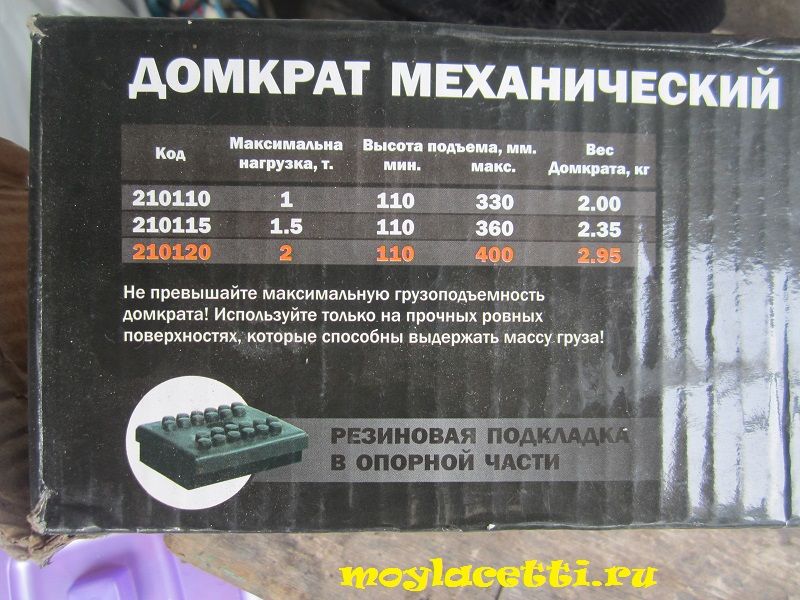 ДОМКРАТ МЕХАНИЧЕСКИЙ
Код Максимальна нагрузка, т. Высота подъема, мм. мин. макс. Вес Домкрата, кг
210110 1 110 330 2.00
210115 1.5 110 360 2.35
210120 2 110 400 2.95
Не превышайте максимальную грузоподъемность
домкрата! Используйте только на прочных ровных
поверхностях, которые способны выдержать массу груза!
РЕЗИНОВАЯ ПОДКЛАДКА
В ОПОРНОЙ ЧАСТИ
moylacetti.ru